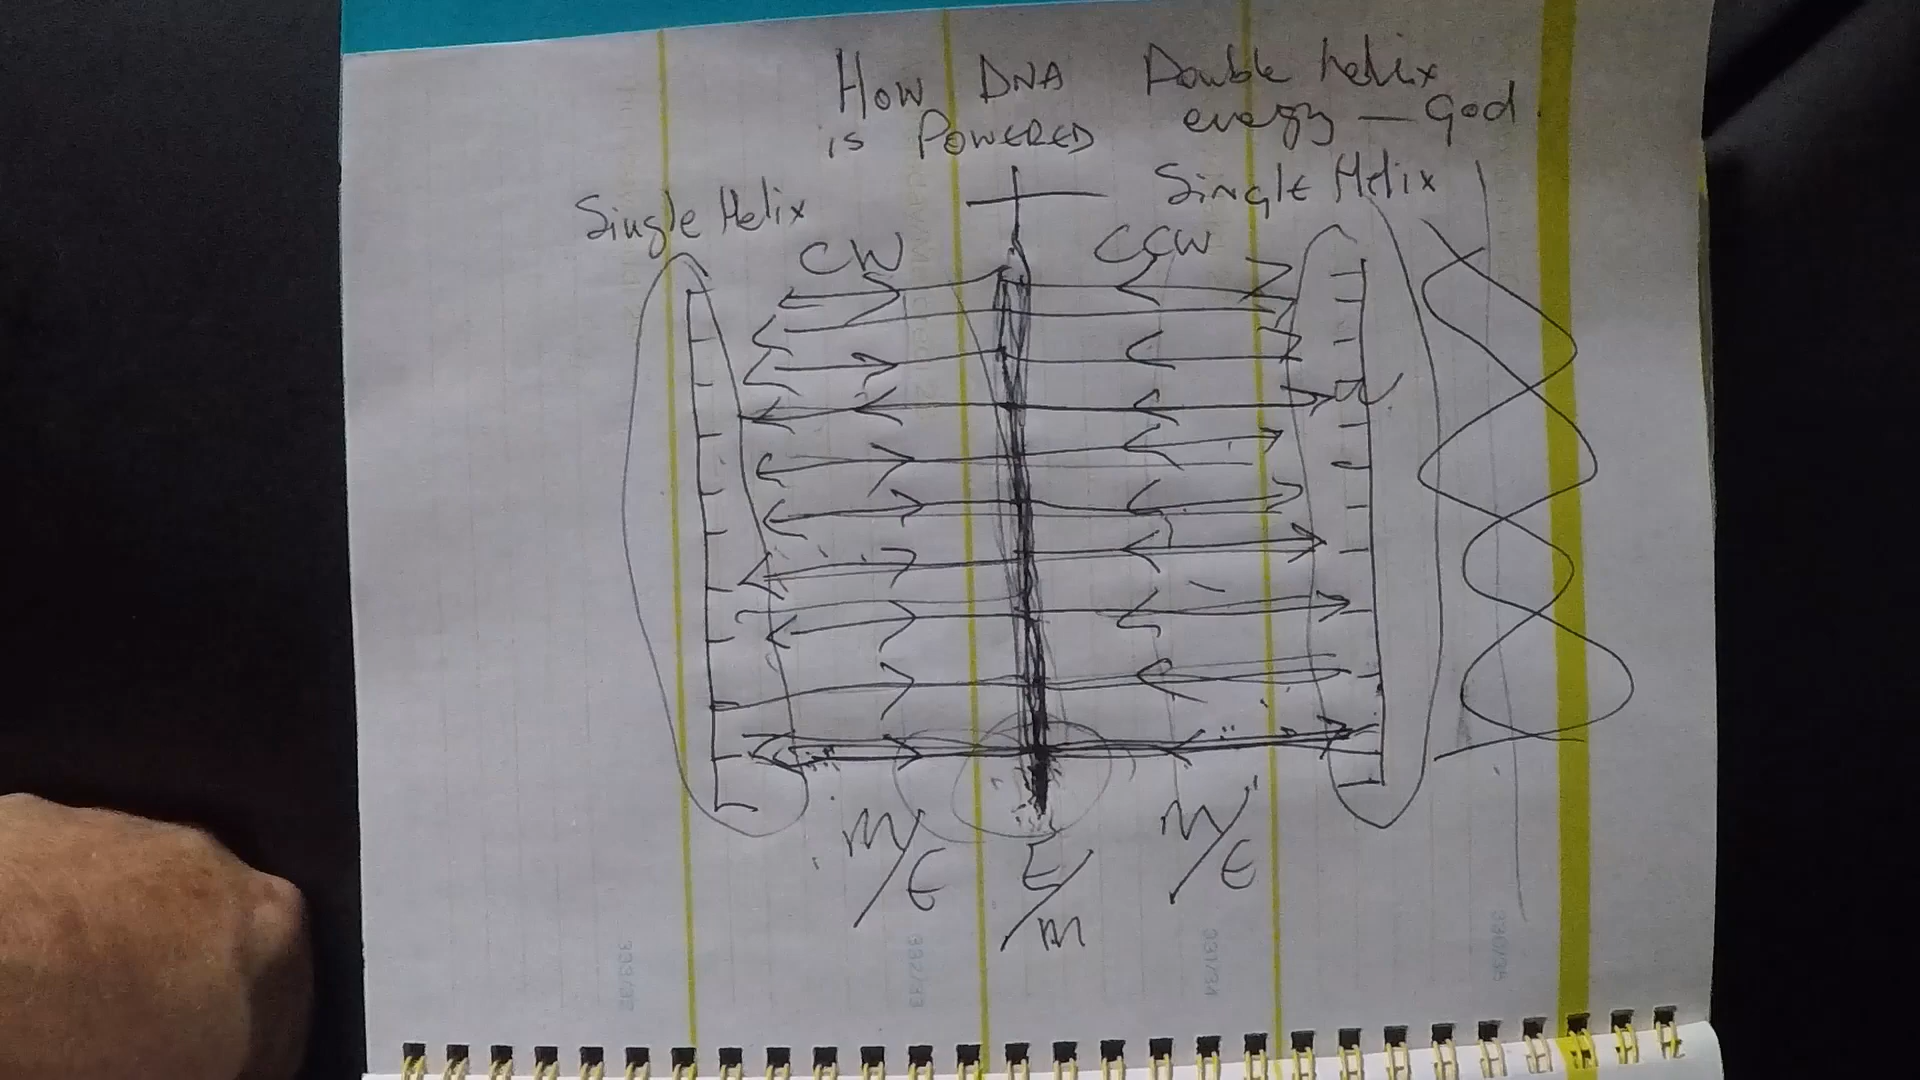 How DNA Double helix
is POWERED energy — God.
Single Helix
Single Helix
CW
CCW
m/E
E/m
m/E